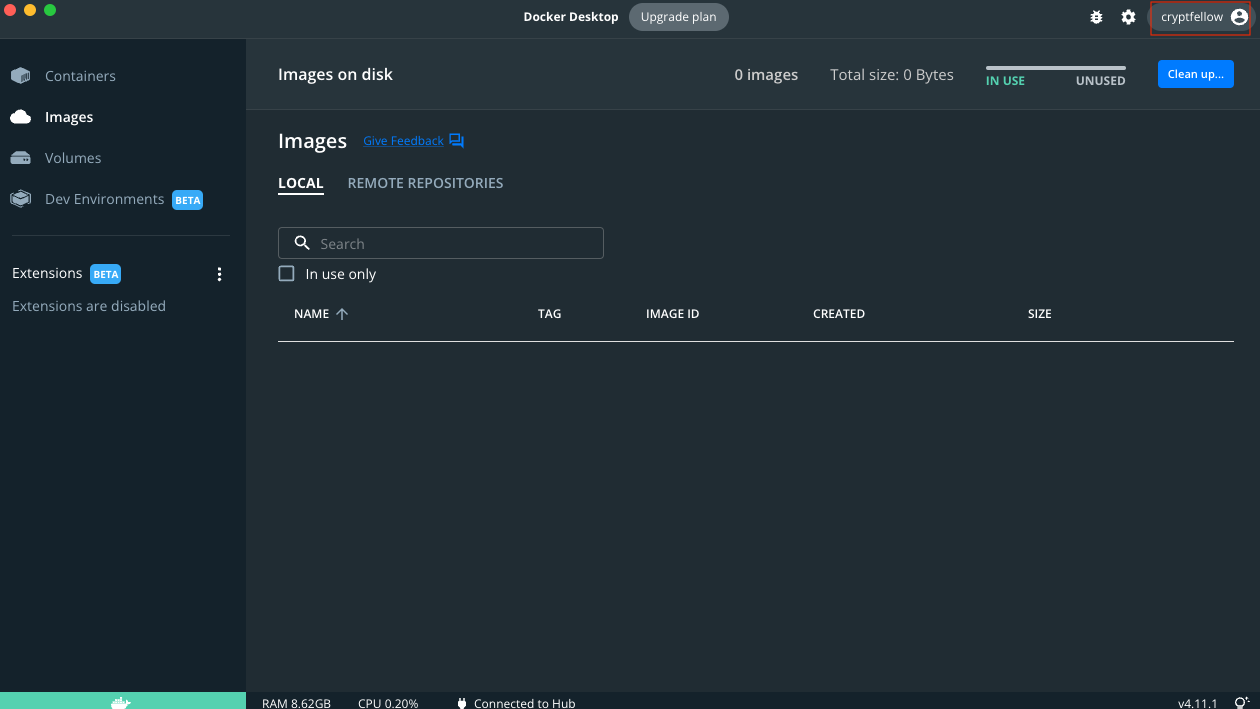 Docker Desktop Upgrade plan cryptfellow
Containers
Images
Volumes
Dev Environments BETA
Extensions BETA
Extensions are disabled
Images on disk 0 images Total size: 0 Bytes IN USE UNUSED Clean up...
Images Give Feedback
LOCAL REMOTE REPOSITORIES
Search
In use only
NAME TAG IMAGE ID CREATED SIZE
RAM 8.62GB CPU 0.20% Connected to Hub v4.11.1